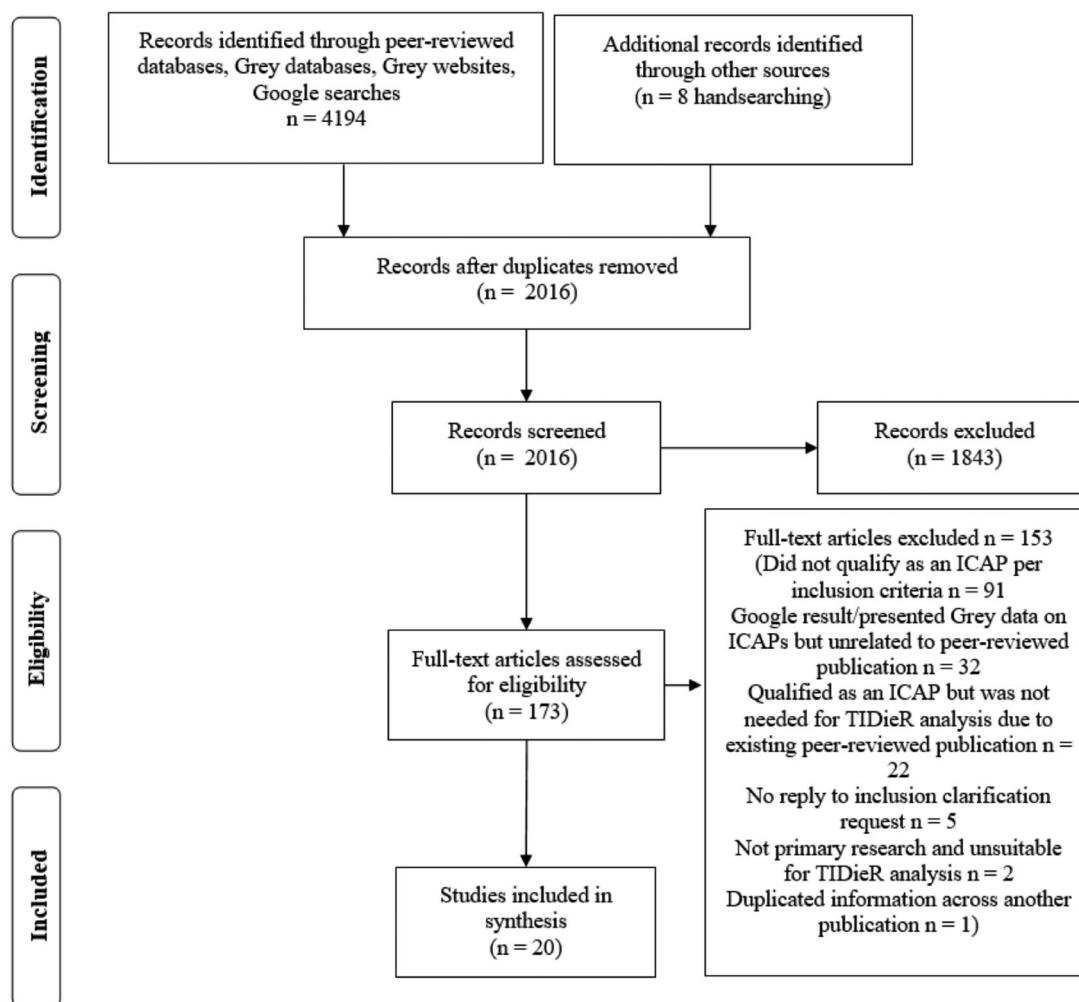 Identification
Records identified through peer-reviewed
databases, Grey databases, Grey websites,
Google searches
n = 4194
Additional records identified
through other sources
(n = 8 handsearching)
Records after duplicates removed
(n = 2016)
Screening
Records screened
(n = 2016)
Records excluded
(n = 1843)
Eligibility
Full-text articles assessed
for eligibility
(n = 173)
Full-text articles excluded n = 153
(Did not qualify as an ICAP per
inclusion criteria n = 91
Google result/presented Grey data on
ICAPs but unrelated to peer-reviewed
publication n = 32
Qualified as an ICAP but was not
needed for TIDieR analysis due to
existing peer-reviewed publication n =
22
No reply to inclusion clarification
request n = 5
Not primary research and unsuitable
for TIDieR analysis n = 2
Duplicated information across another
publication n = 1)
Included
Studies included in
synthesis
(n = 20)